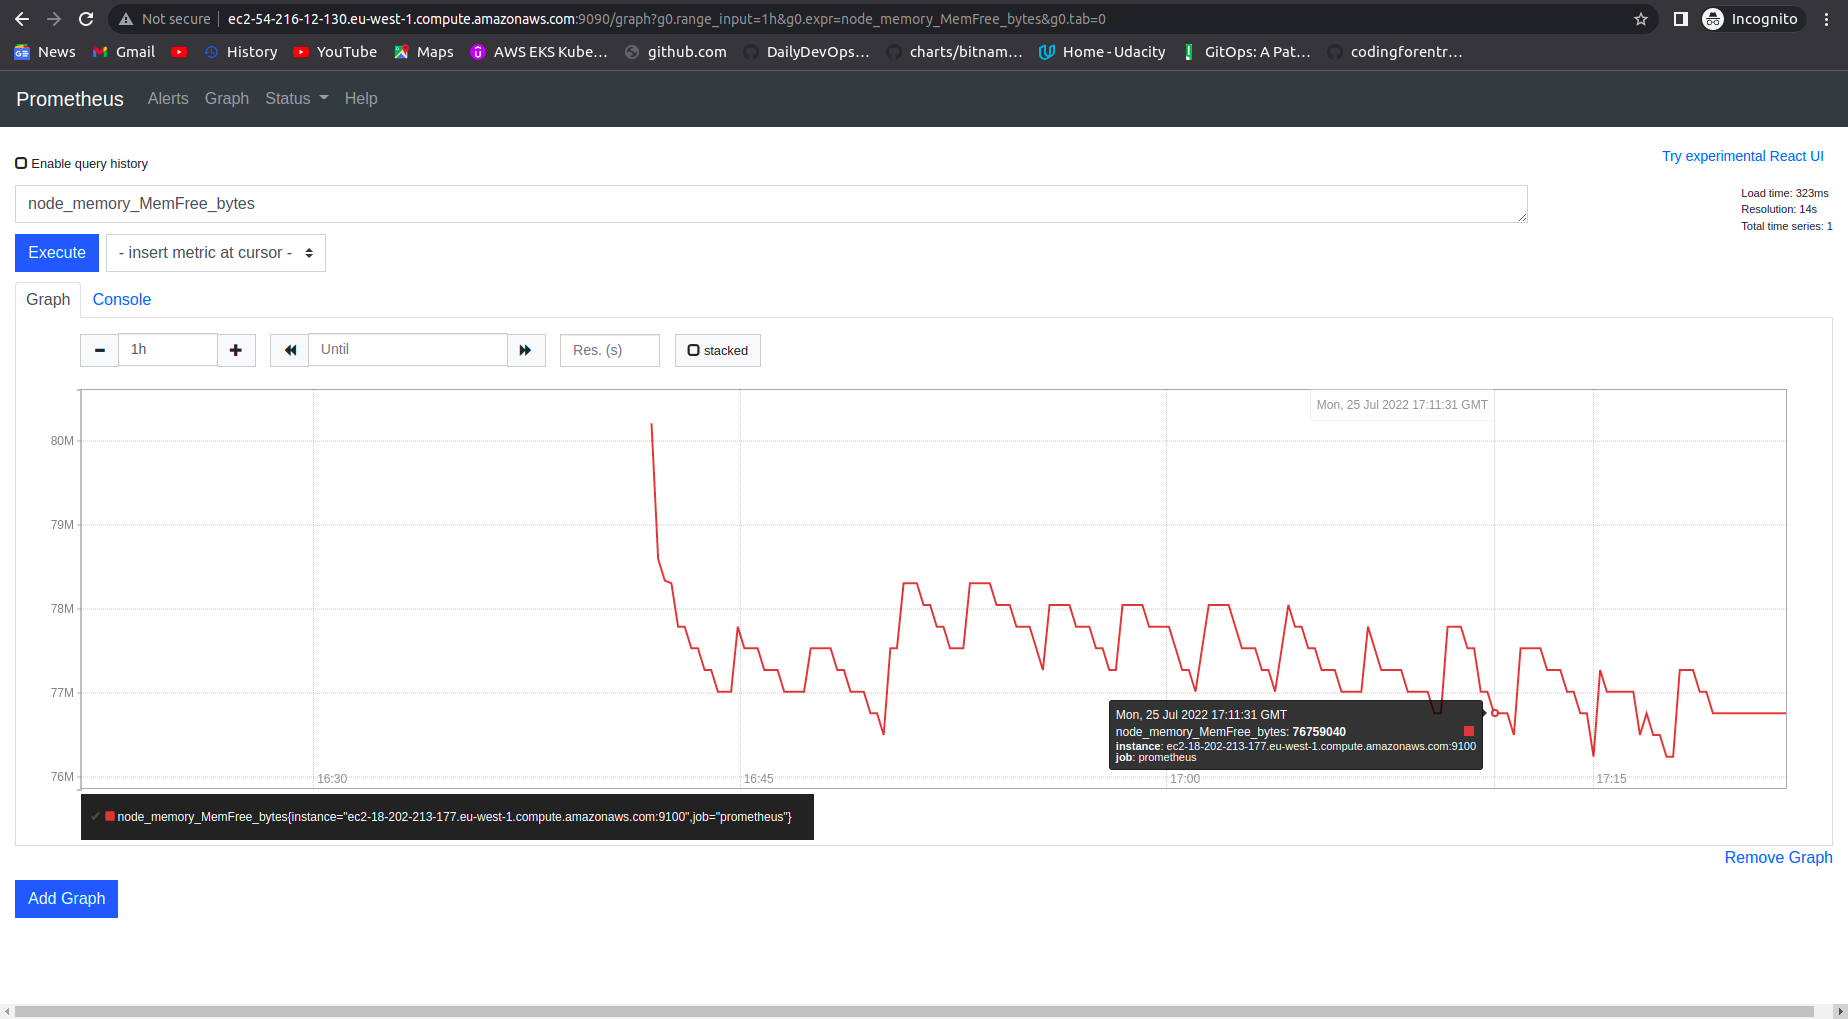 Not secure ec2-54-216-12-130.eu-west-1.compute.amazonaws.com:9090/graph?g0.range_input=1h&g0.expr=node_memory_MemFree_bytes&g0.tab=0 Incognito
News Gmail History YouTube Maps AWS EKS Kube... github.com DailyDevOps... charts/bitnam... Home - Udacity GitOps: A Pat... codingforentr...
Prometheus Alerts Graph Status Help
Enable query history
Try experimental React UI
node_memory_MemFree_bytes
Load time: 323ms
Resolution: 14s
Total time series: 1
Execute - insert metric at cursor -
Graph Console
1h Until Res. (s) stacked
Mon, 25 Jul 2022 17:11:31 GMT
80M
79M
78M
77M
Mon, 25 Jul 2022 17:11:31 GMT
node_memory_MemFree_bytes: 76759040
instance: ec2-18-202-213-177.eu-west-1.compute.amazonaws.com:9100
job: prometheus
76M
16:30 16:45 17:00 17:15
✔ node_memory_MemFree_bytes{instance="ec2-18-202-213-177.eu-west-1.compute.amazonaws.com:9100",job="prometheus"}
Remove Graph
Add Graph